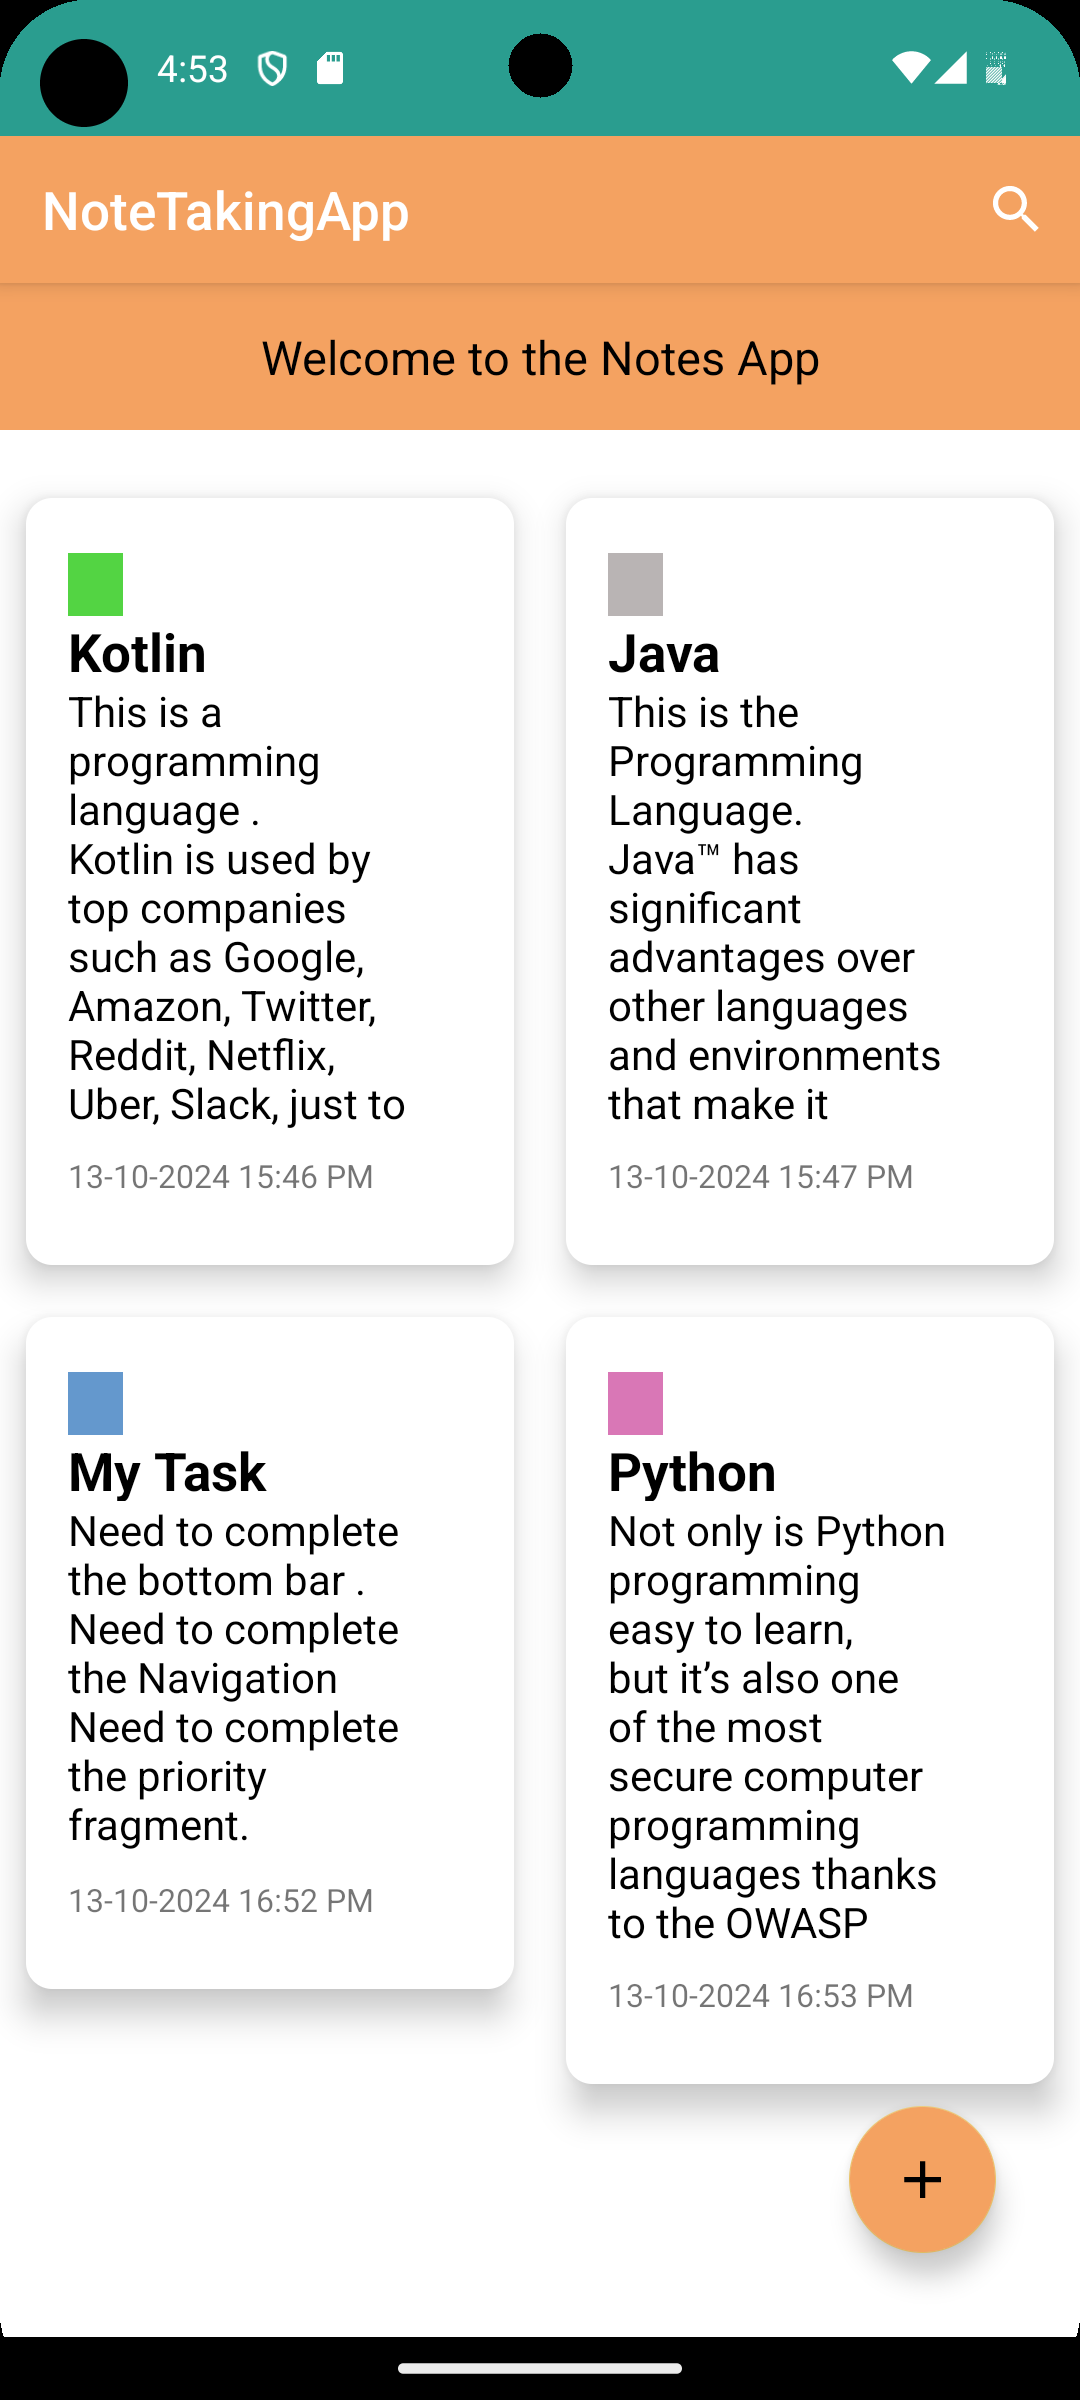 4:53
NoteTakingApp
Welcome to the Notes App
Kotlin
This is a
programming
language .
Kotlin is used by
top companies
such as Google,
Amazon, Twitter,
Reddit, Netflix,
Uber, Slack, just to
13-10-2024 15:46 PM
Java
This is the
Programming
Language.
Java™ has
significant
advantages over
other languages
and environments
that make it
13-10-2024 15:47 PM
My Task
Need to complete
the bottom bar .
Need to complete
the Navigation
Need to complete
the priority
fragment.
13-10-2024 16:52 PM
Python
Not only is Python
programming
easy to learn,
but it’s also one
of the most
secure computer
programming
languages thanks
to the OWASP
13-10-2024 16:53 PM